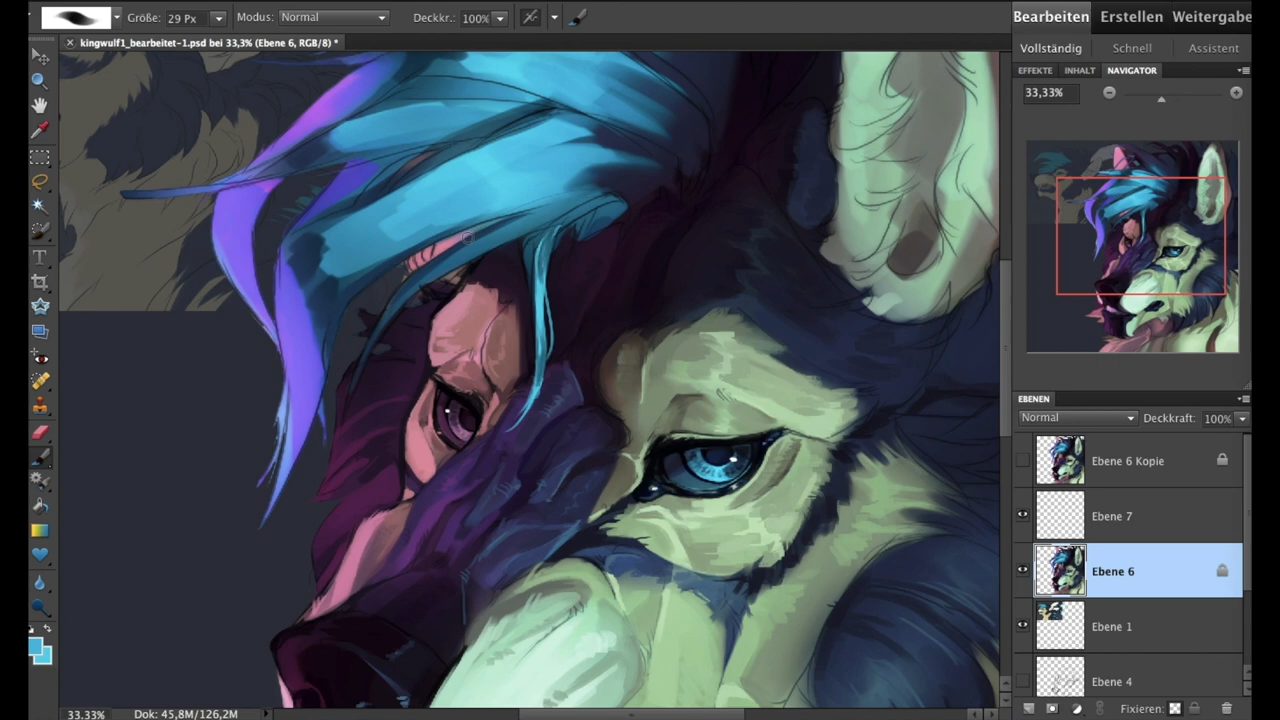 Größe: 29 Px Modus: Normal Deckkr.: 100%
Bearbeiten Erstellen Weitergabe
kingwulf1_bearbeitet-1.psd bei 33,3% (Ebene 6, RGB/8) *
Vollständig Schnell Assistent
EFFEKTE INHALT NAVIGATOR
33,33%
EBENEN
Normal Deckkraft: 100%
Ebene 6 Kopie
Ebene 7
Ebene 6
Ebene 1
Ebene 4
Fixieren:
33,33% Dok: 45,8M/126,2M